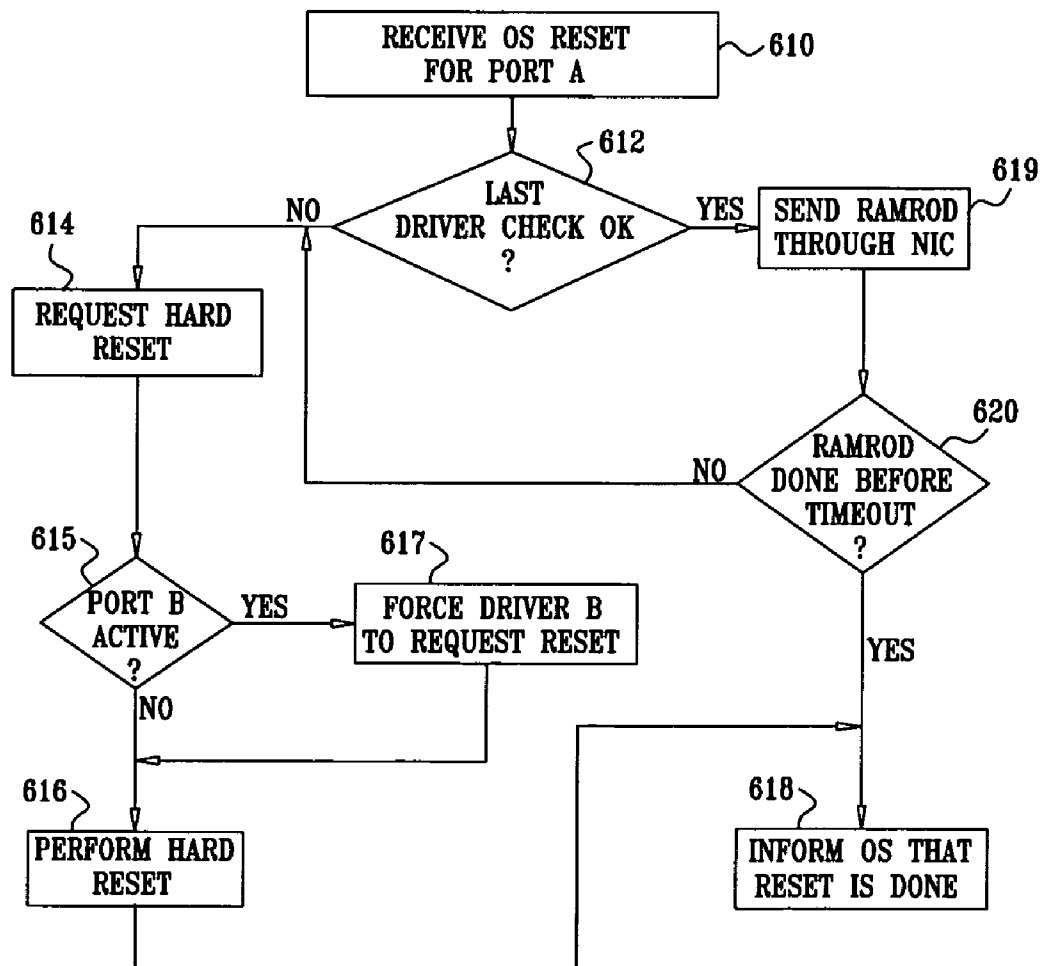 RECEIVE OS RESET
FOR PORT A
610
612
LAST
DRIVER CHECK OK
?
NO
YES
619
SEND RAMROD
THROUGH NIC
614
REQUEST HARD
RESET
620
RAMROD
DONE BEFORE
TIMEOUT
?
NO
YES
615
PORT B
ACTIVE
?
YES
NO
617
FORCE DRIVER B
TO REQUEST RESET
616
PERFORM HARD
RESET
618
INFORM OS THAT
RESET IS DONE